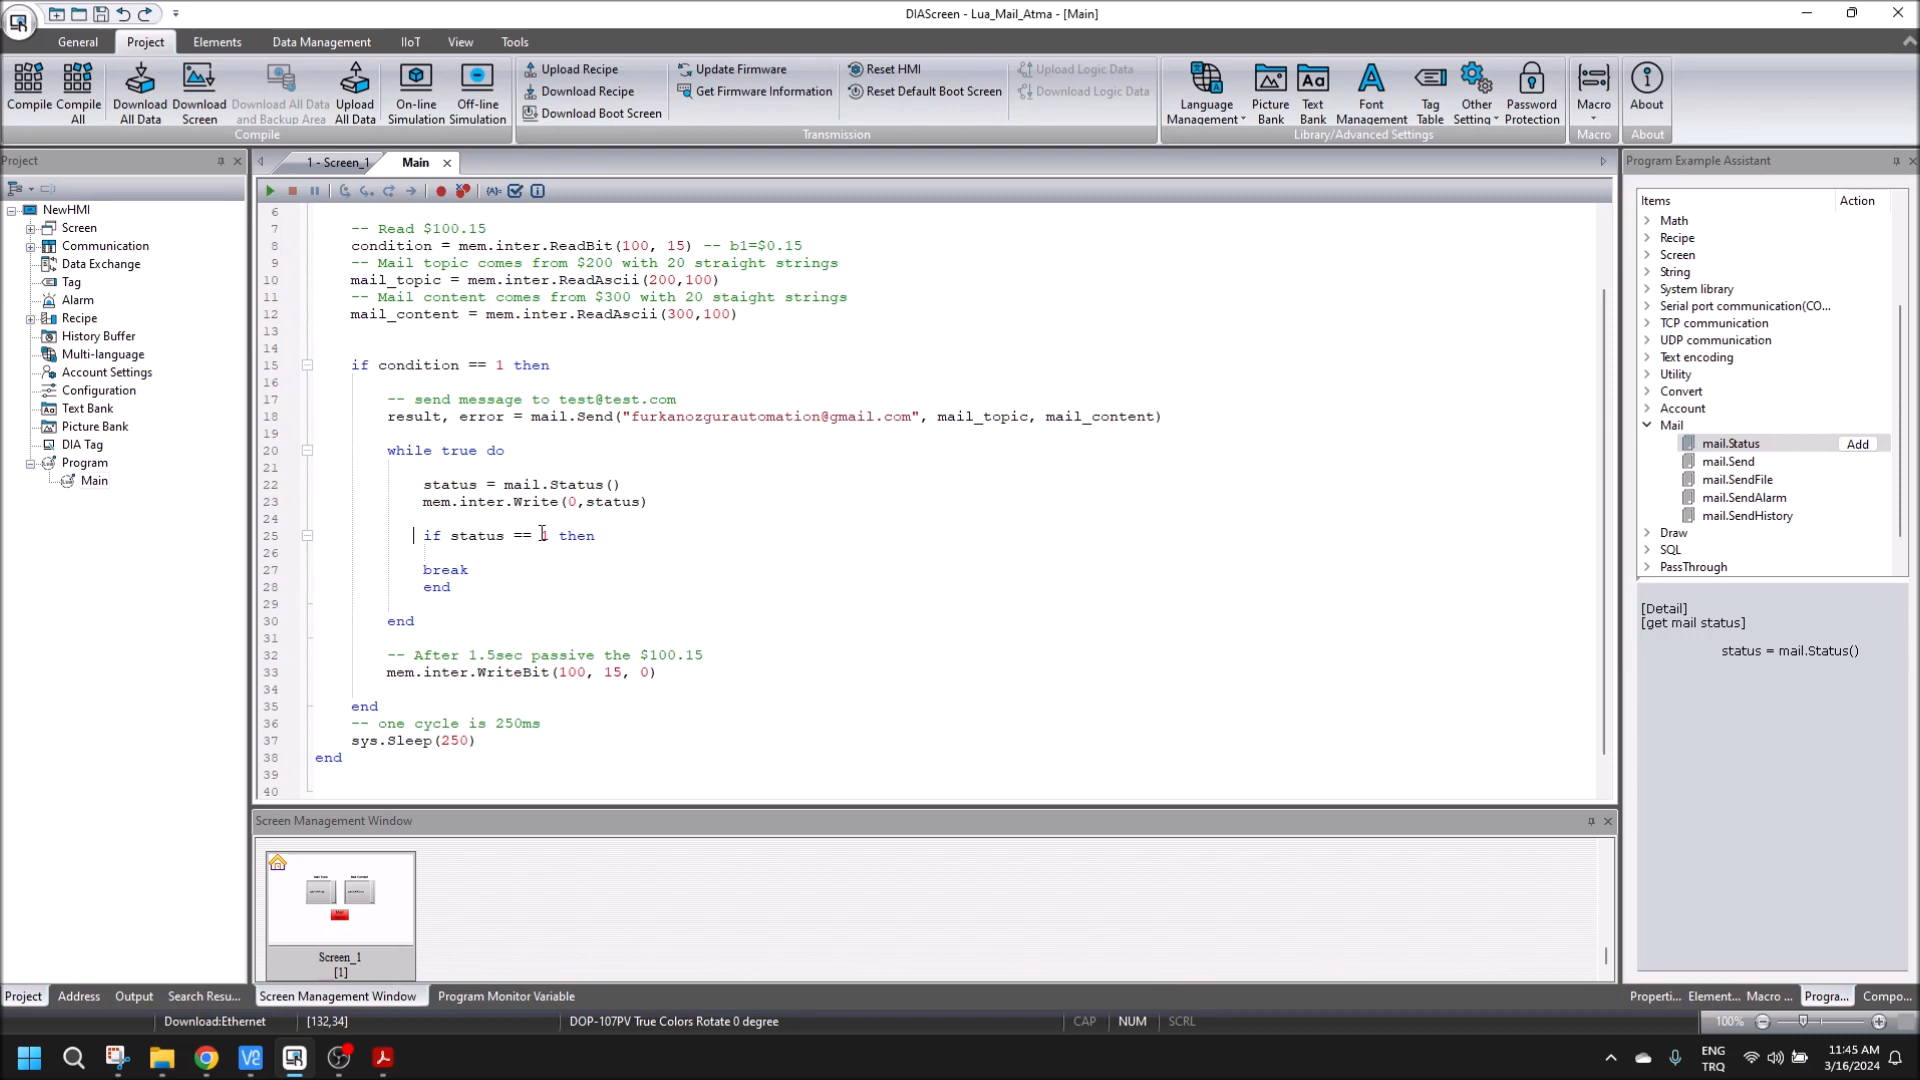 DIAScreen - Lua_Mail_Atma - [Main]
General Project Elements Data Management IIoT View Tools
Compile
Compile All
Download All Data
Download Screen
Download All Data and Backup Area
Upload All Data
On-line Simulation
Off-line Simulation
Compile
Upload Recipe
Download Recipe
Download Boot Screen
Update Firmware
Get Firmware Information
Reset HMI
Reset Default Boot Screen
Upload Logic Data
Download Logic Data
Transmission
Language Management
Picture Bank
Text Bank
Font Management
Tag Table
Other Setting
Password Protection
Library/Advanced Settings
Macro
Macro
About
About
Project
NewHMI
Screen
Communication
Data Exchange
Tag
Alarm
Recipe
History Buffer
Multi-language
Account Settings
Configuration
Text Bank
Picture Bank
DIA Tag
Program
Main
1 - Screen_1 Main
6
7 -- Read $100.15
8 condition = mem.inter.ReadBit(100, 15) -- b1=$0.15
9 -- Mail topic comes from $200 with 20 straight strings
10 mail_topic = mem.inter.ReadAscii(200,100)
11 -- Mail content comes from $300 with 20 staight strings
12 mail_content = mem.inter.ReadAscii(300,100)
13
14
15 if condition == 1 then
16
17 -- send message to test@test.com
18 result, error = mail.Send("furkanozgurautomation@gmail.com", mail_topic, mail_content)
19
20 while true do
21
22 status = mail.Status()
23 mem.inter.Write(0,status)
24
25 if status == 1 then
26
27 break
28 end
29
30 end
31
32 -- After 1.5sec passive the $100.15
33 mem.inter.WriteBit(100, 15, 0)
34
35 end
36 -- one cycle is 250ms
37 sys.Sleep(250)
38 end
39
40
Program Example Assistant
Items Action
Math
Recipe
Screen
String
System library
Serial port communication(CO...
TCP communication
UDP communication
Text encoding
Utility
Convert
Account
Mail
mail.Status Add
mail.Send
mail.SendFile
mail.SendAlarm
mail.SendHistory
Draw
SQL
PassThrough
[Detail]
[get mail status]
status = mail.Status()
Screen Management Window
Screen_1
[1]
Project Address Output Search Resu... Screen Management Window Program Monitor Variable
Properti... Element... Macro ... Progra... Compo...
Download:Ethernet [132,34] DOP-107PV True Colors Rotate 0 degree CAP NUM SCRL 100%
ENG
TRQ
11:45 AM
3/16/2024